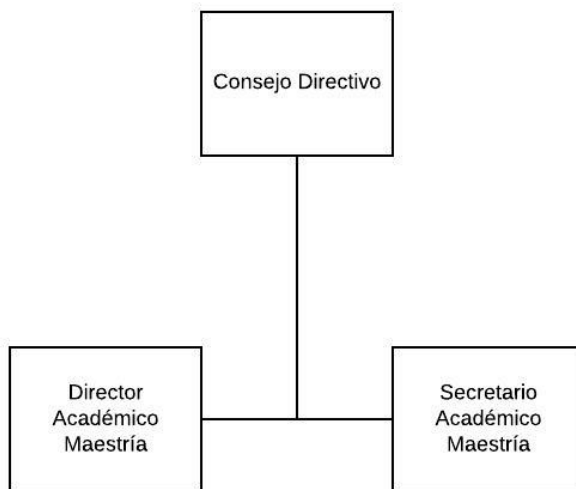 Consejo Directivo
Director
Académico
Maestría
Secretario
Académico
Maestría